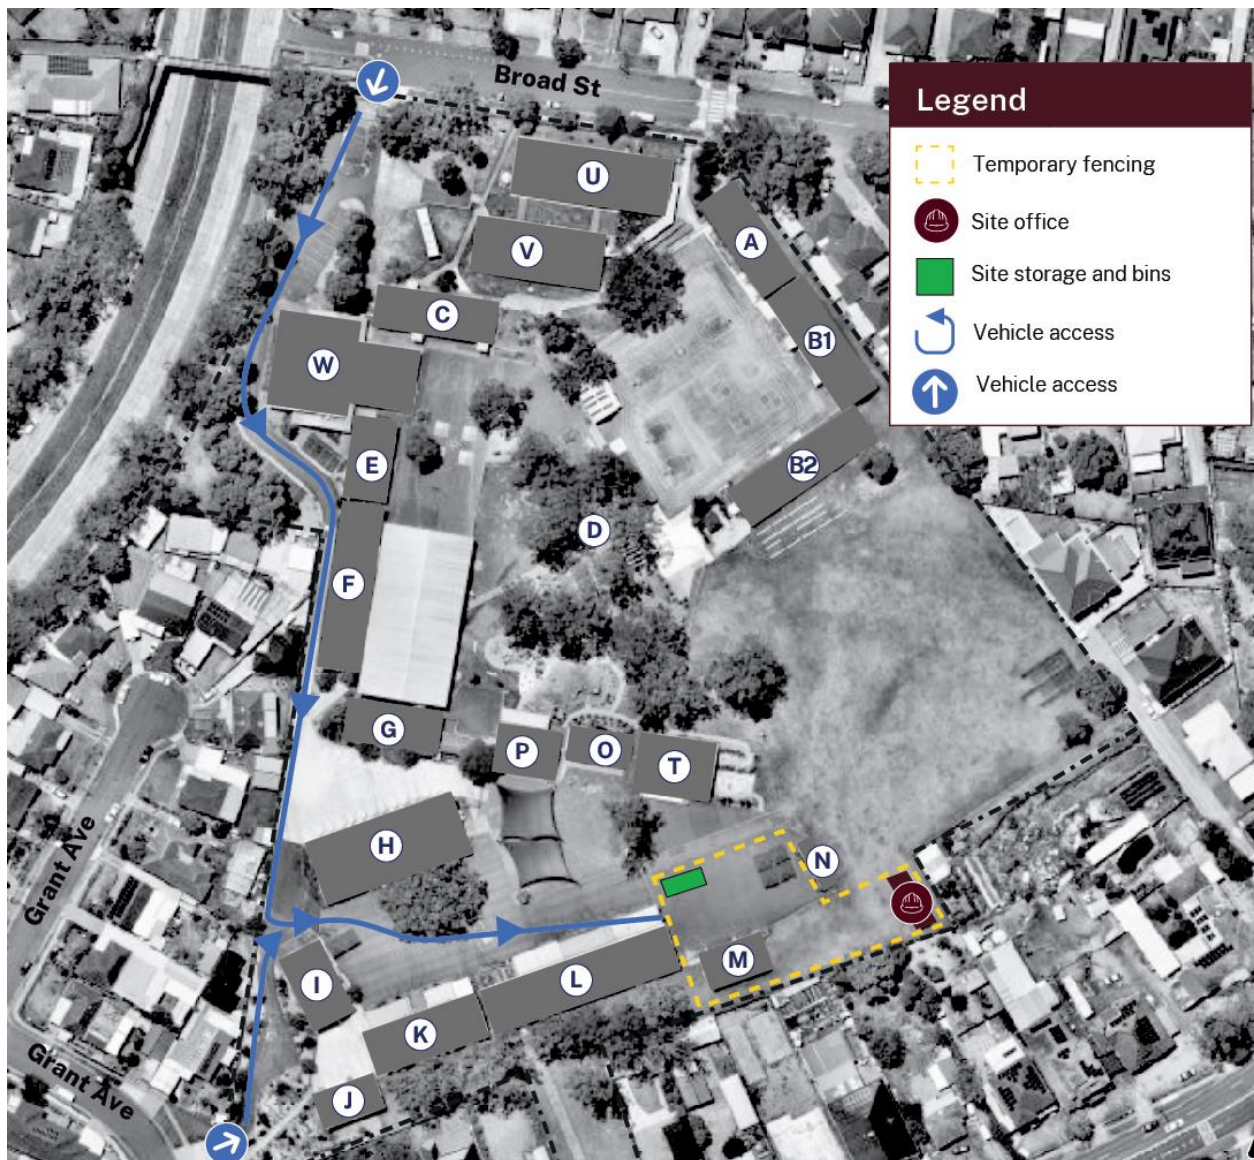 Broad St
Legend
Temporary fencing
Site office
Site storage and bins
Vehicle access
Vehicle access
U
A
V
C
B1
W
E
B2
D
F
G
P
O
T
H
N
Grant Ave
M
I
L
K
Grant Ave
J